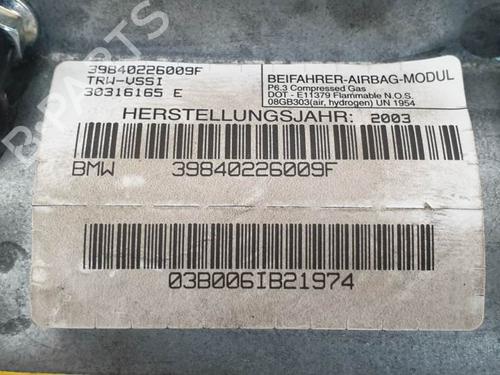 39840226009F
TRW-VSSI
30316165 E
BEIFAHRER-AIRBAG-MODUL
P6.3 Compressed Gas
DOT - E11379 Flammable N.O.S.
08GB303(air, hydrogen) UN 1954
HERSTELLUNGSJAHR: 2003
BMW 39840226009F
03B006IB21974